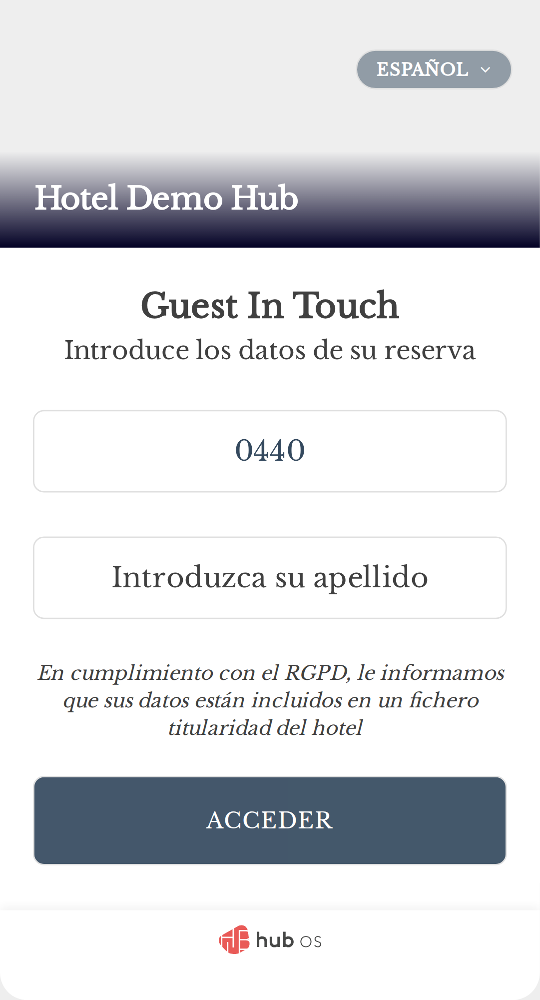 ESPAÑOL
Hotel Demo Hub
Guest In Touch
Introduce los datos de su reserva
0440
Introduzca su apellido
En cumplimiento con el RGPD, le informamos
que sus datos están incluidos en un fichero
titularidad del hotel
ACCEDER
hub os